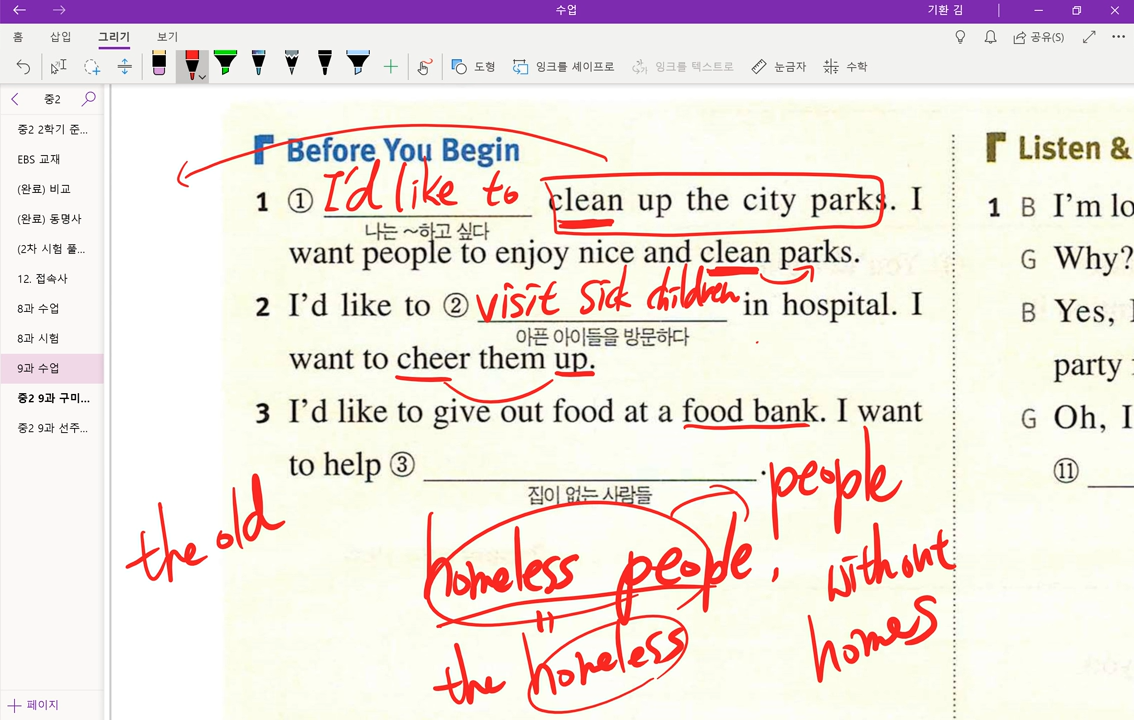 수업
기환 김
홈
삽입
그리기
보기
공유(S)
도형
잉크를 셰이프로
잉크를 텍스트로
눈금자
수학
중2
중2 2학기 준...
EBS 교재
(완료) 비교
(완료) 동명사
(2차 시험 풀...
12. 접속사
8과 수업
8과 시험
9과 수업
중2 9과 구미...
중2 9과 선주...
페이지
Before You Begin
1 ① I'd like to clean up the city parks. I
나는 ~하고 싶다
want people to enjoy nice and clean parks.
2 I'd like to ② visit sick children in hospital. I
아픈 아이들을 방문하다
want to cheer them up.
3 I'd like to give out food at a food bank. I want
to help ③ .
집이 없는 사람들
people
without
homes
the old
homeless people,
=
the homeless
Listen &
1 B I'm lo
G Why?
B Yes, I
party
G Oh, I
⑪